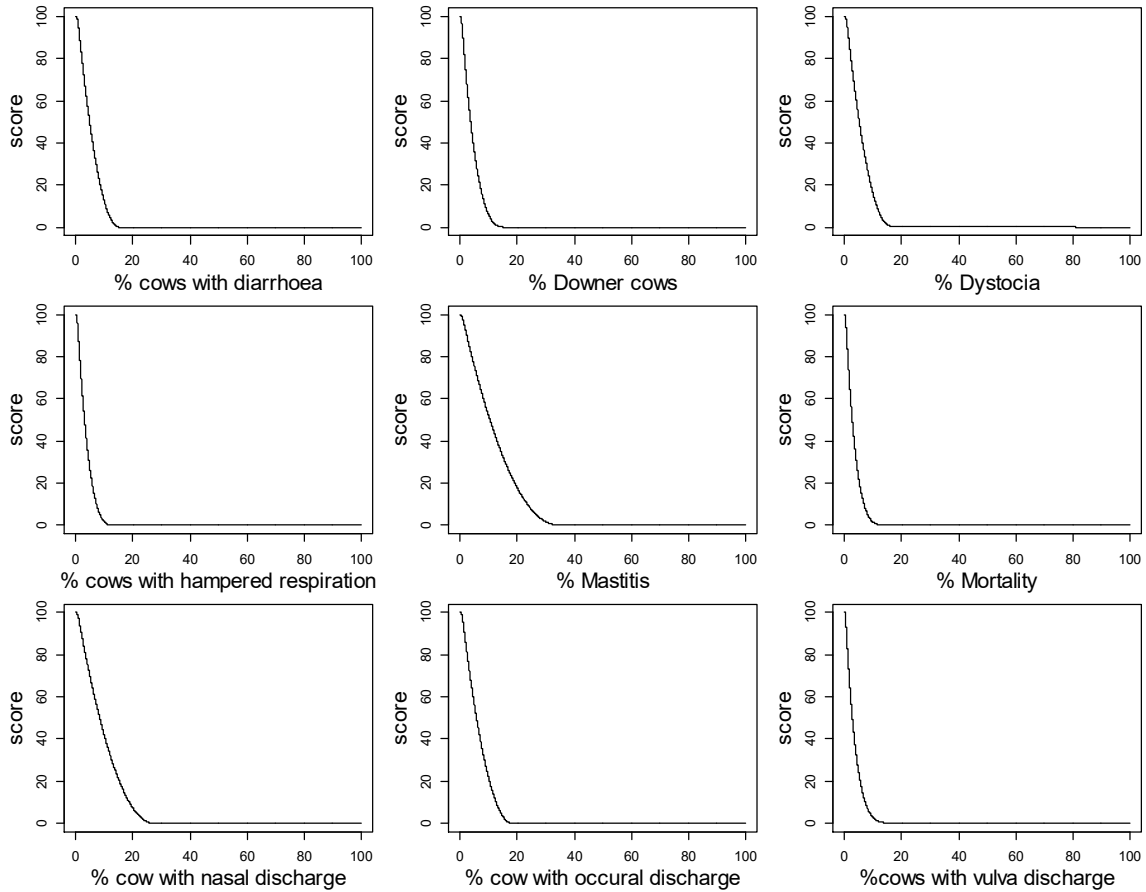 100
80
60
40
20
0
score
0 20 40 60 80 100
% cows with diarrhoea
100
80
60
40
20
0
score
0 20 40 60 80 100
% Downer cows
100
80
60
40
20
0
score
0 20 40 60 80 100
% Dystocia
100
80
60
40
20
0
score
0 20 40 60 80 100
% cows with hampered respiration
100
80
60
40
20
0
score
0 20 40 60 80 100
% Mastitis
100
80
60
40
20
0
score
0 20 40 60 80 100
% Mortality
100
80
60
40
20
0
score
0 20 40 60 80 100
% cow with nasal discharge
100
80
60
40
20
0
score
0 20 40 60 80 100
% cow with occural discharge
100
80
60
40
20
0
score
0 20 40 60 80 100
%cows with vulva discharge